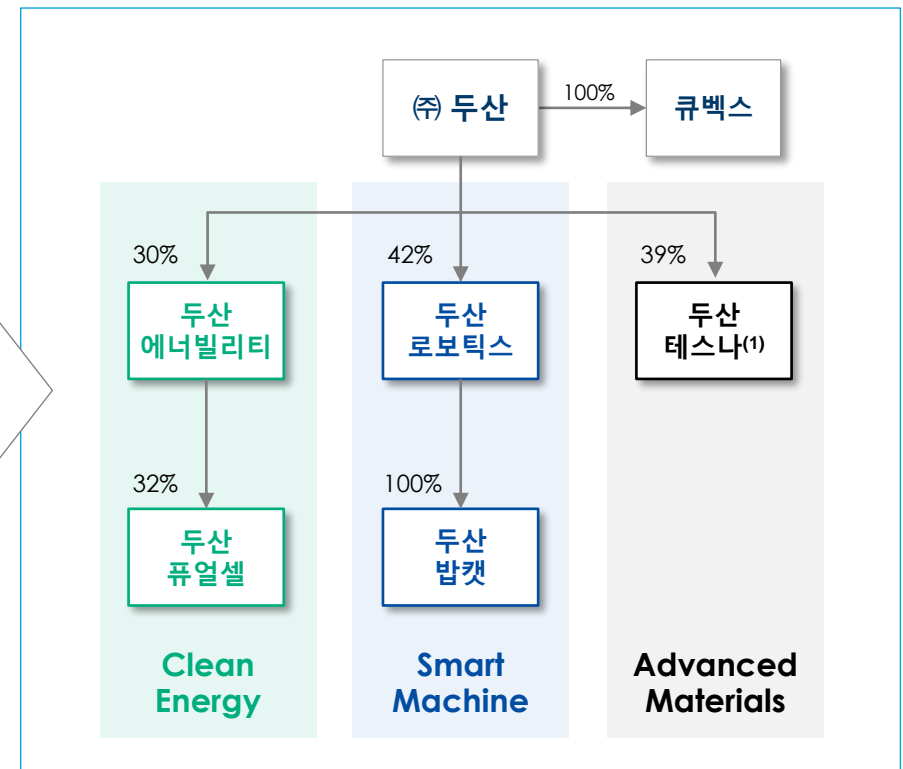 ㈜ 두산
100%
큐벡스
30%
42%
39%
두산
에너빌리티
두산
로보틱스
두산
테스나(1)
32%
100%
두산
퓨얼셀
두산
밥캣
Clean
Energy
Smart
Machine
Advanced
Materials